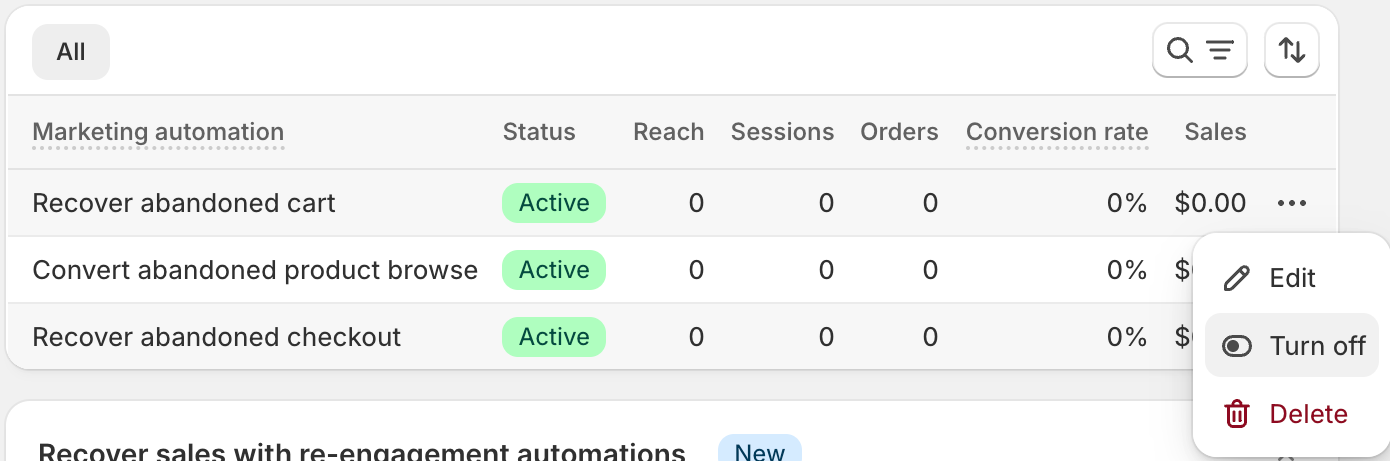 All
Marketing automation Status Reach Sessions Orders Conversion rate Sales
Recover abandoned cart Active 0 0 0 0% $0.00
Convert abandoned product browse Active 0 0 0 0% $
Edit
Recover abandoned checkout Active 0 0 0 0% $
Turn off
Delete
Recover sales with re-engagement automations New